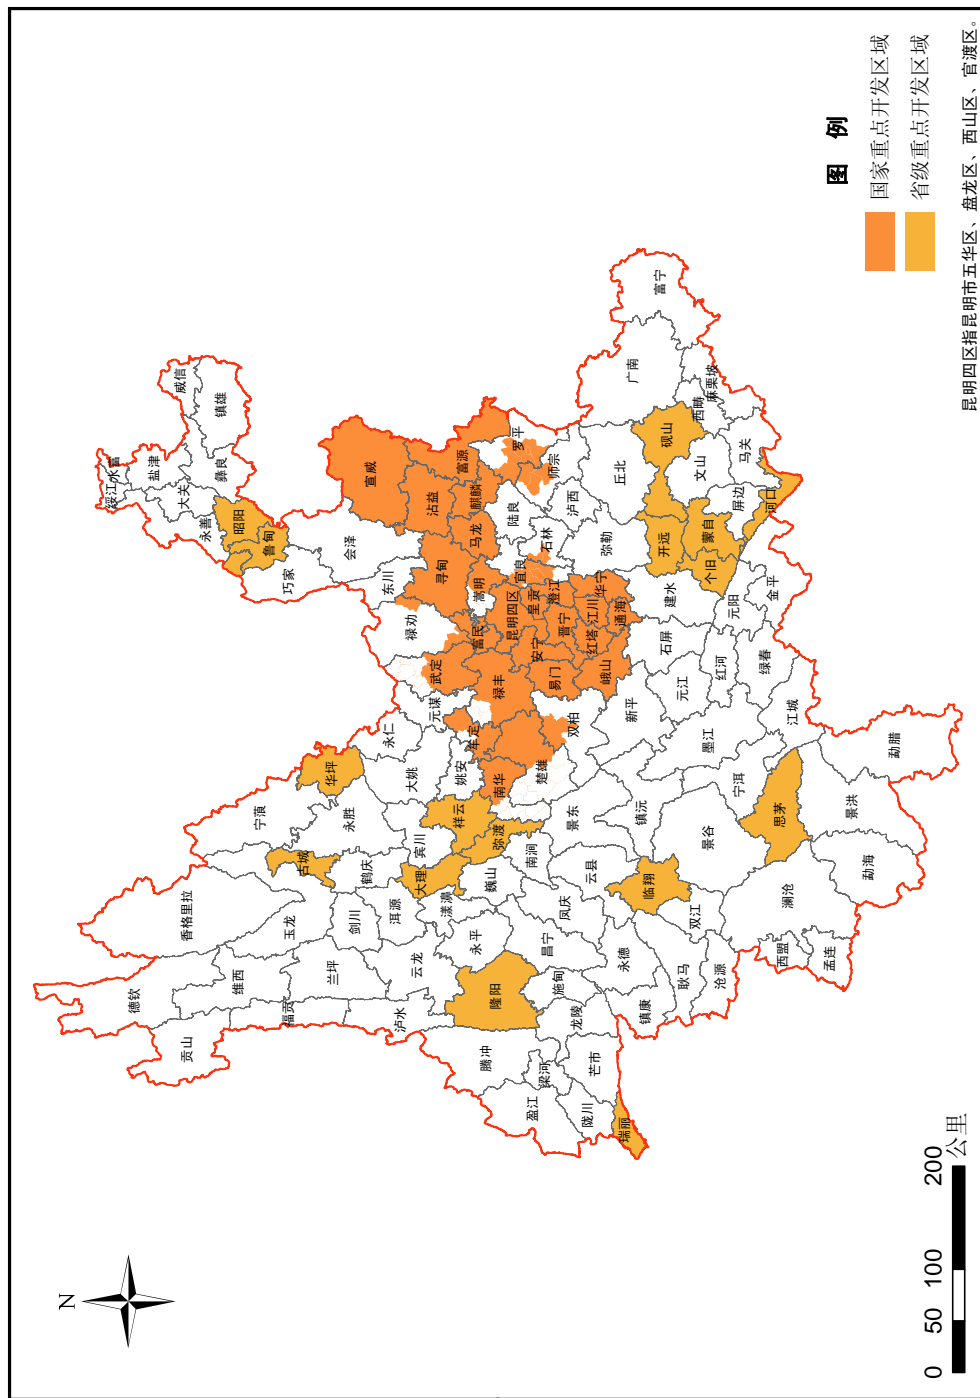 N
德钦
贡山
香格里拉
维西
福贡
玉龙
宁蒗
兰坪
剑川
古城
永胜
华坪
鹤庆
洱源
云龙
泸水
大理
宾川
漾濞
永平
祥云
弥渡
巍山
南涧
隆阳
腾冲
昌宁
施甸
龙陵
梁河
盈江
陇川
芒市
瑞丽
凤庆
云县
永德
镇康
临翔
双江
耿马
沧源
永仁
大姚
姚安
元谋
牟定
南华
楚雄
双柏
武定
禄丰
禄劝
东川
寻甸
富民
嵩明
昆明四区
安宁
呈贡
宜良
石林
晋宁
易门
澄江
江川
红塔
华宁
通海
峨山
新平
元江
绥江
水富
盐津
威信
镇雄
大关
彝良
永善
昭阳
鲁甸
巧家
会泽
宣威
沾益
富源
麒麟
马龙
陆良
罗平
师宗
泸西
弥勒
丘北
广南
富宁
砚山
西畴
麻栗坡
文山
马关
开远
蒙自
个旧
屏边
河口
建水
石屏
元阳
金平
红河
绿春
景东
镇沅
景谷
墨江
宁洱
江城
思茅
澜沧
西盟
孟连
勐海
景洪
勐腊
图 例
国家重点开发区域
省级重点开发区域
昆明四区指昆明市五华区、盘龙区、西山区、官渡区。
0 50 100 200
公里